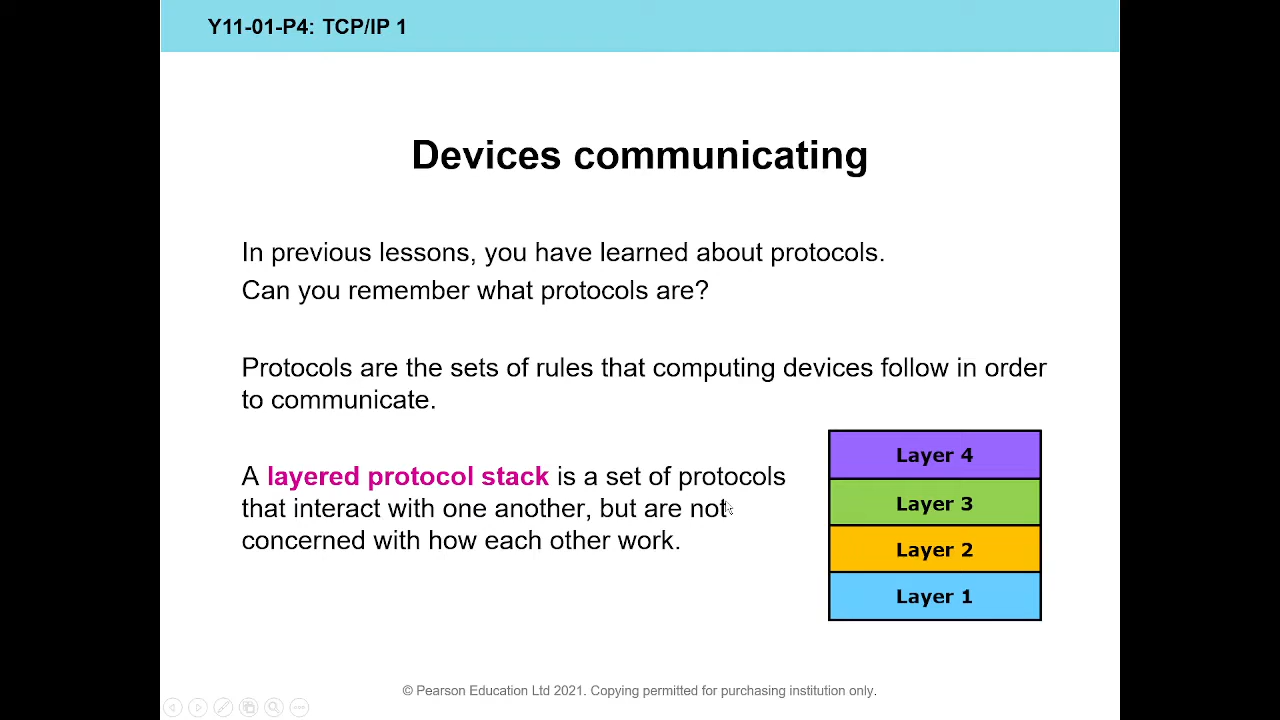 Y11-01-P4: TCP/IP 1
Devices communicating
In previous lessons, you have learned about protocols.
Can you remember what protocols are?
Protocols are the sets of rules that computing devices follow in order
to communicate.
A layered protocol stack is a set of protocols
that interact with one another, but are not
concerned with how each other work.
Layer 4
Layer 3
Layer 2
Layer 1
© Pearson Education Ltd 2021. Copying permitted for purchasing institution only.